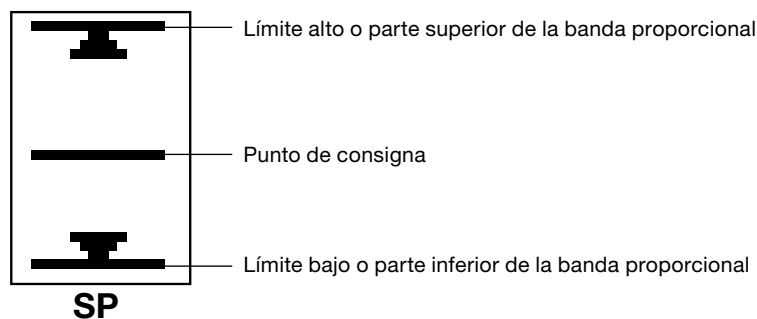 Límite alto o parte superior de la banda proporcional
Punto de consigna
Límite bajo o parte inferior de la banda proporcional
SP